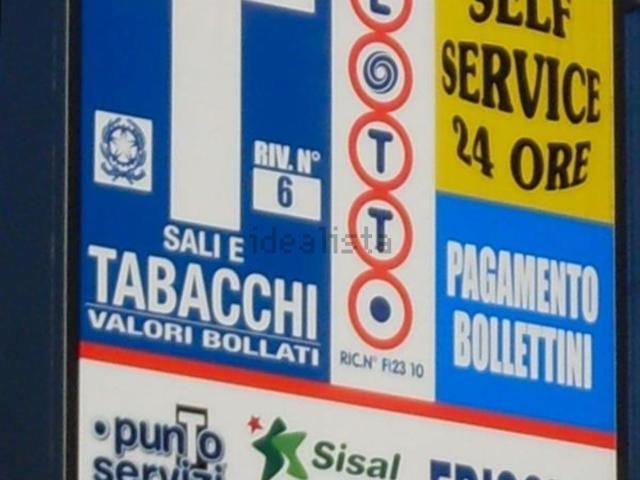 T
RIV. N°
6
SALI E
TABACCHI
VALORI BOLLATI
LOTTO
RIC.N° FI23 10
SELF
SERVICE
24 ORE
PAGAMENTO
BOLLETTINI
idealista
punTo
servizi
Sisal